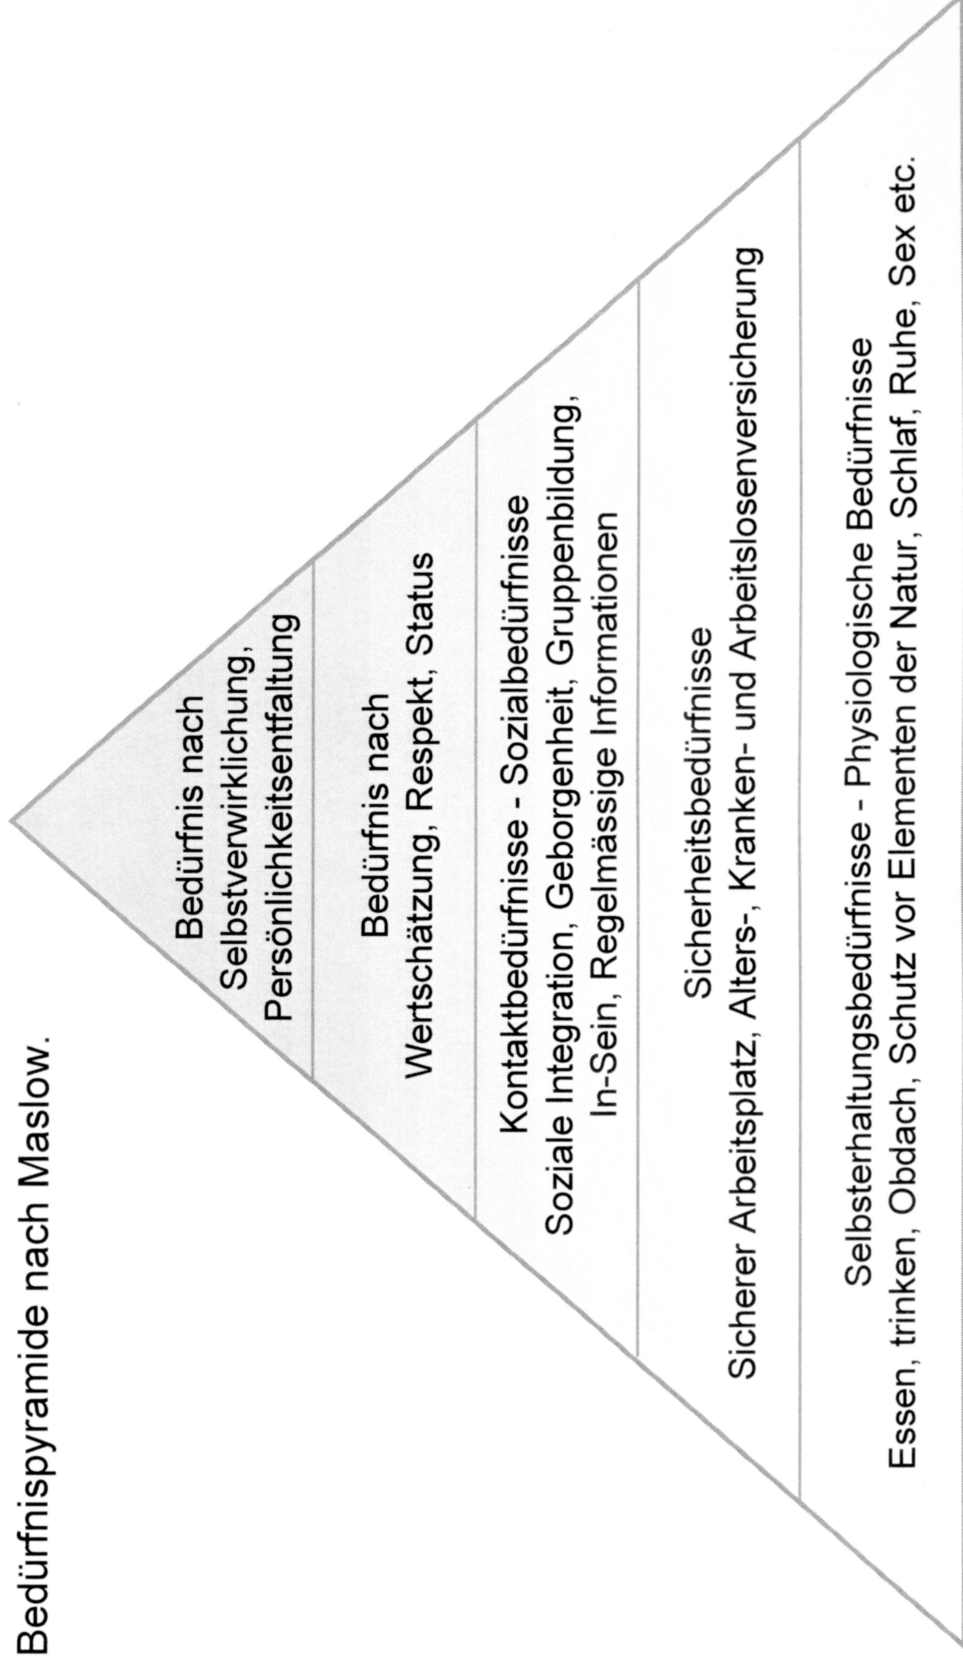 Bedürfnispyramide nach Maslow.
Bedürfnis nach
Selbstverwirklichung,
Persönlichkeitsentfaltung
Bedürfnis nach
Wertschätzung, Respekt, Status
Kontaktbedürfnisse - Sozialbedürfnisse
Soziale Integration, Geborgenheit, Gruppenbildung,
In-Sein, Regelmässige Informationen
Sicherheitsbedürfnisse
Sicherer Arbeitsplatz, Alters-, Kranken- und Arbeitslosenversicherung
Selbsterhaltungsbedürfnisse - Physiologische Bedürfnisse
Essen, trinken, Obdach, Schutz vor Elementen der Natur, Schlaf, Ruhe, Sex etc.